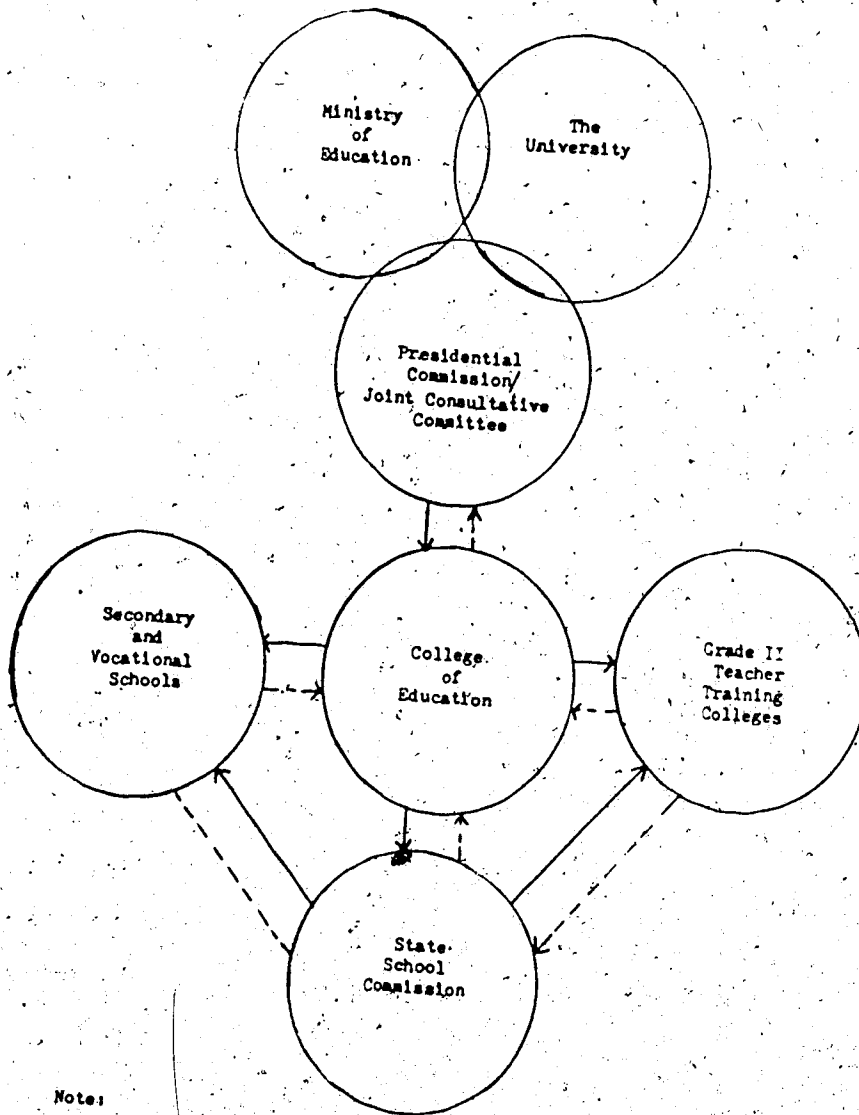 Ministry
of
Education
The
University
Presidential
Commission/
Joint Consultative
Committee
Secondary
and
Vocational
Schools
College
of
Education
Grade II
Teacher
Training
Colleges
State
School
Commission
Note: